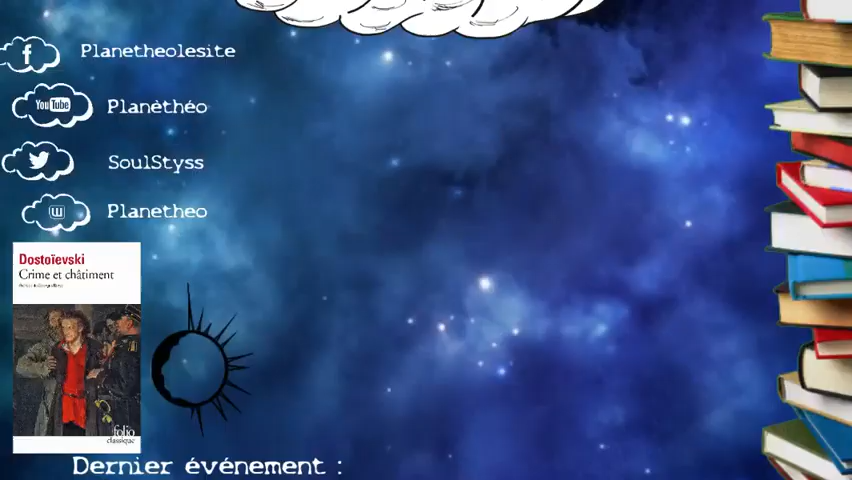 f
Planetheolesite
YouTube
Planèthéo
SoulStyss
w
Planetheo
Dostoïevski
Crime et châtiment
folio
classique
Dernier événement :